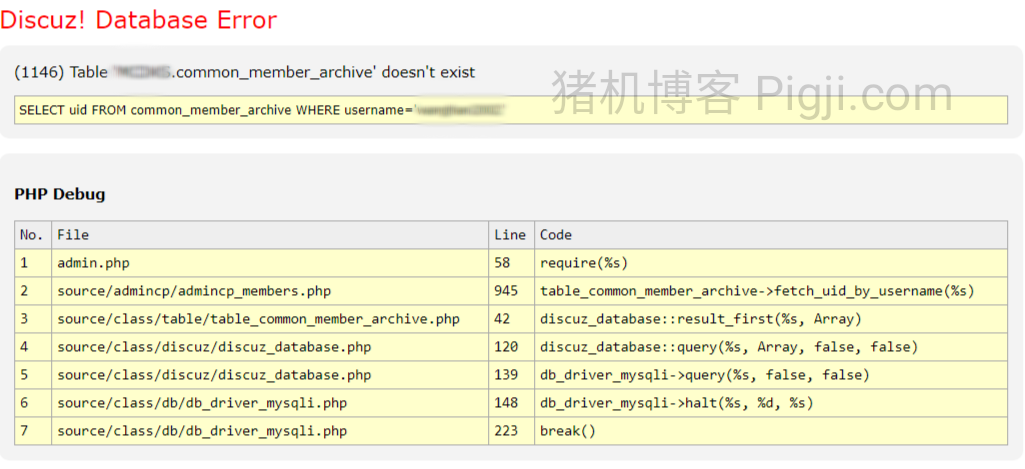 Discuz! Database Error
(1146) Table .common_member_archive' doesn't exist
猪机博客 Pigji.com
SELECT uid FROM common_member_archive WHERE username=
PHP Debug
No. File Line Code
1 admin.php 58 require(%s)
2 source/admincp/admincp_members.php 945 table_common_member_archive->fetch_uid_by_username(%s)
3 source/class/table/table_common_member_archive.php 42 discuz_database::result_first(%s, Array)
4 source/class/discuz/discuz_database.php 120 discuz_database::query(%s, Array, false, false)
5 source/class/discuz/discuz_database.php 139 db_driver_mysqli->query(%s, false, false)
6 source/class/db/db_driver_mysqli.php 148 db_driver_mysqli->halt(%s, %d, %s)
7 source/class/db/db_driver_mysqli.php 223 break()